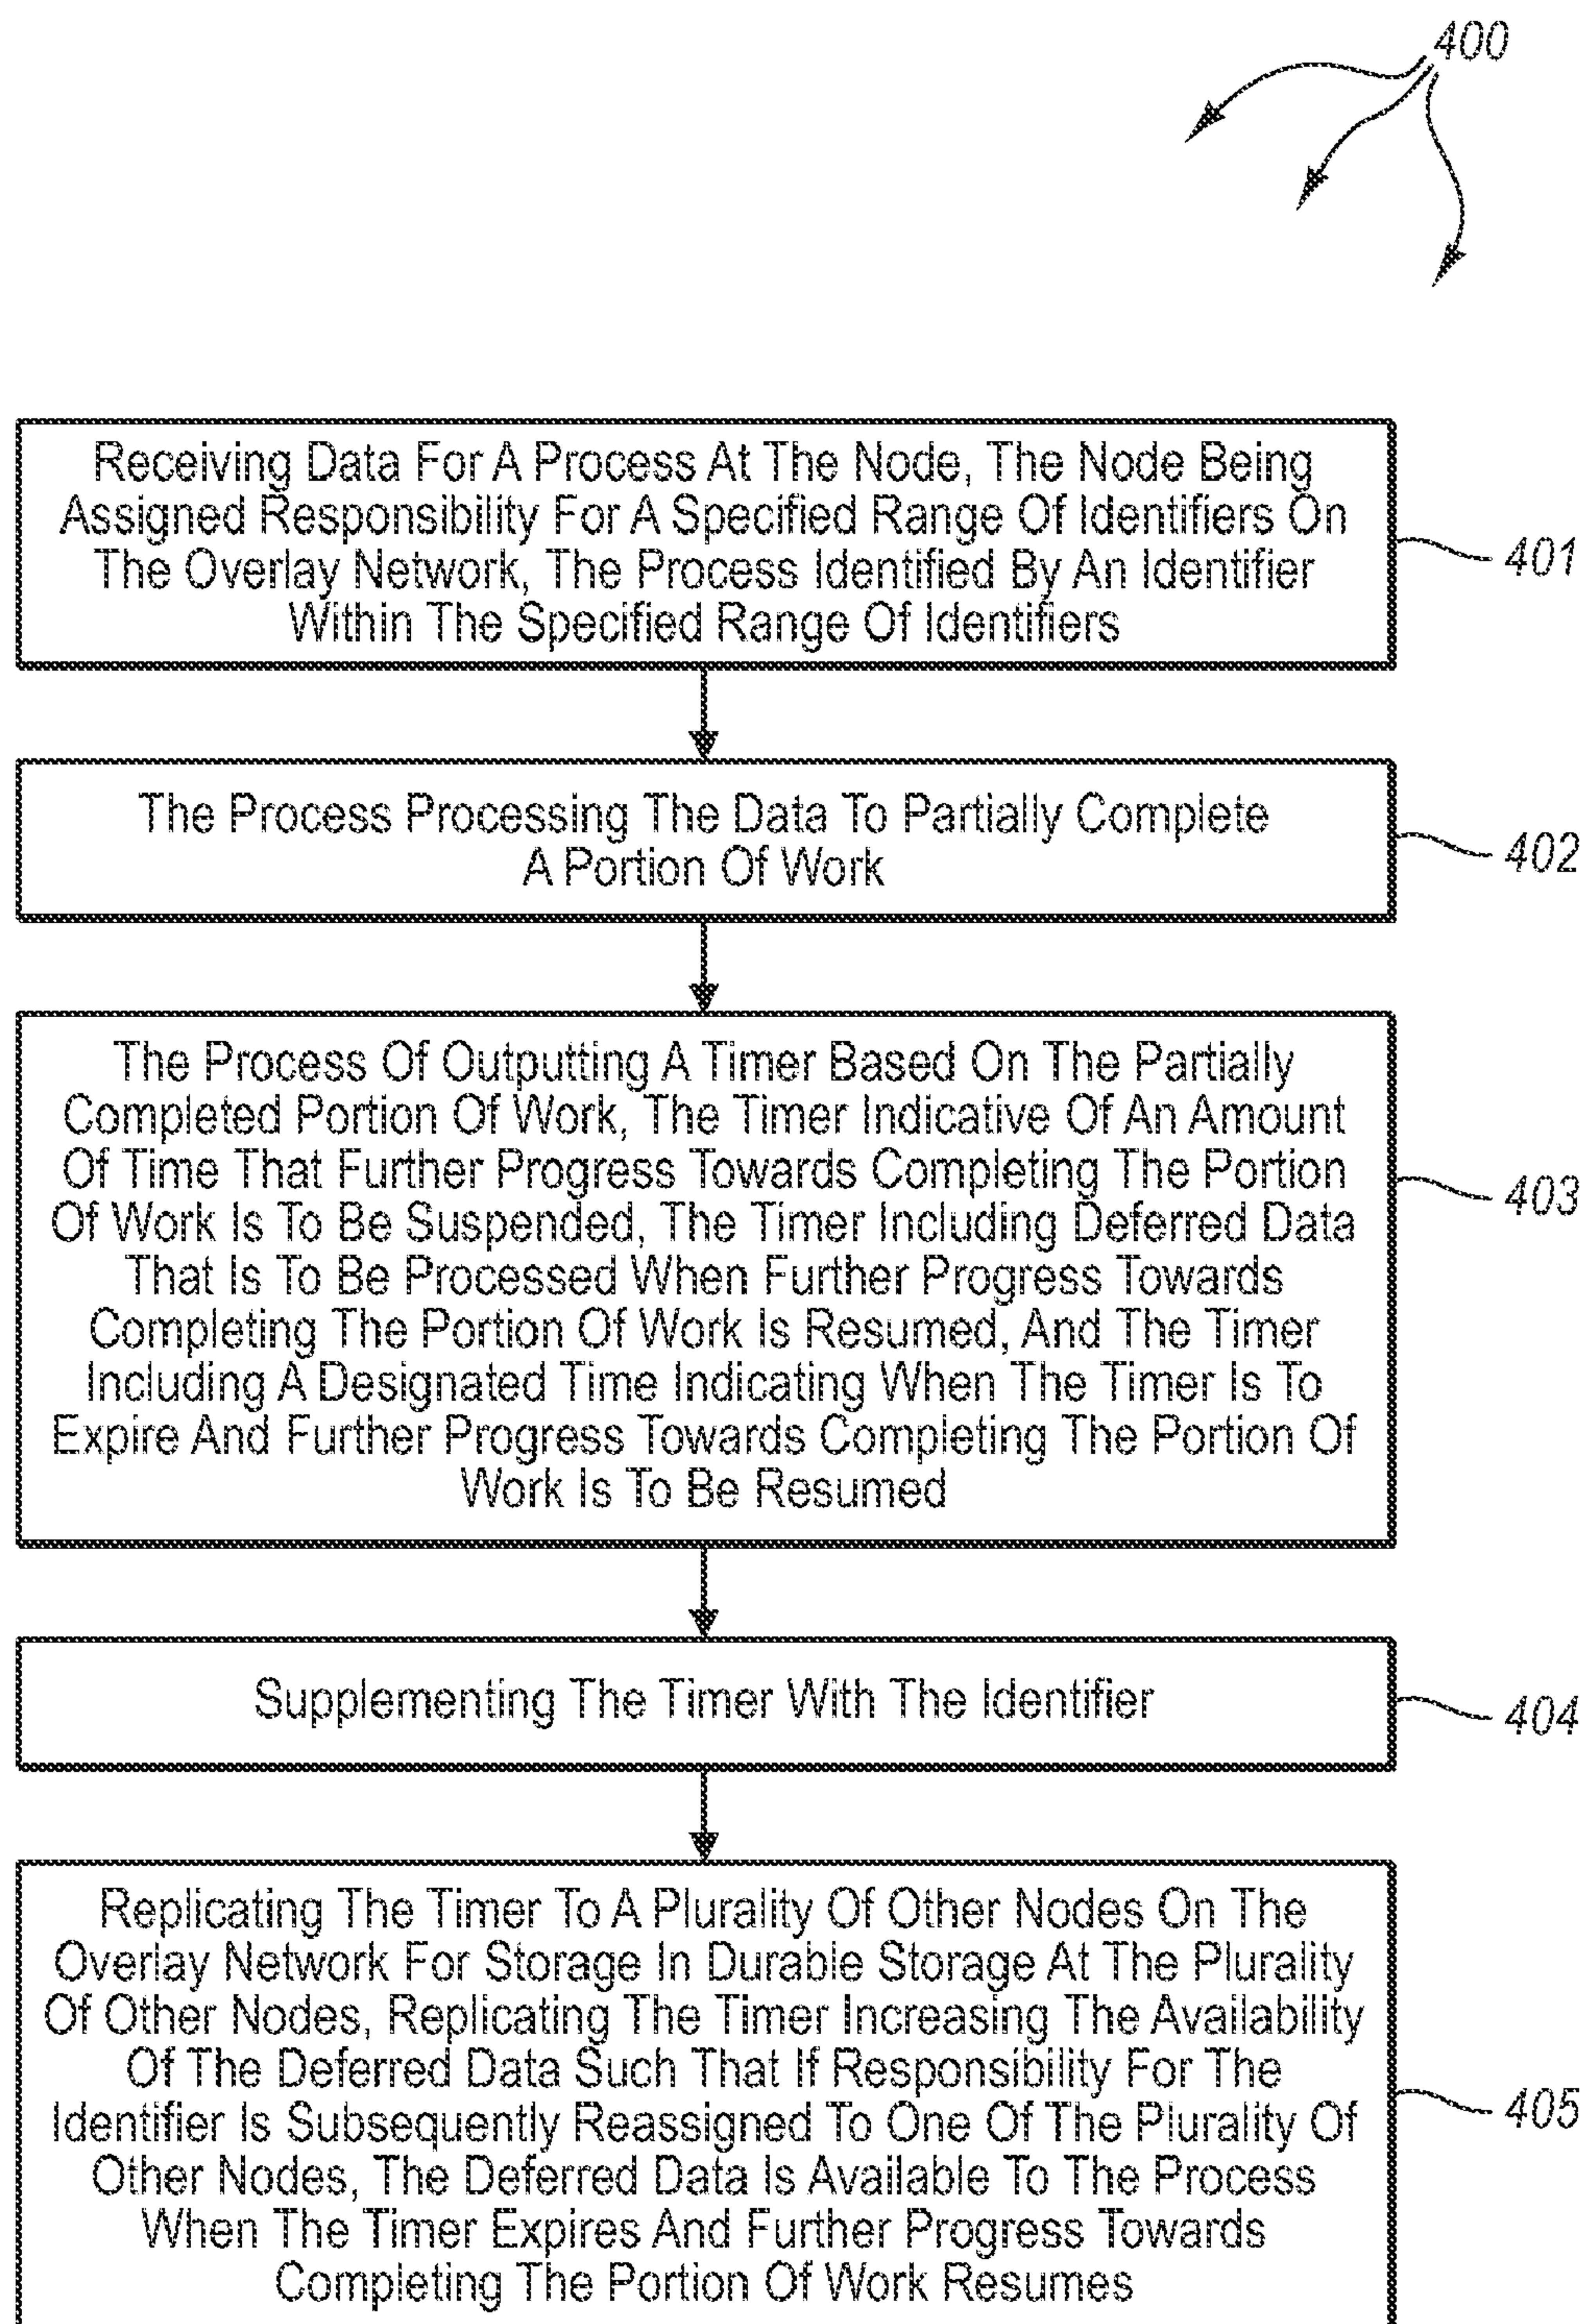 400
Receiving Data For A Process At The Node, The Node Being
Assigned Responsibility For A Specified Range Of Identifiers On
The Overlay Network, The Process Identified By An Identifier
Within The Specified Range Of Identifiers
401
The Process Processing The Data To Partially Complete
A Portion Of Work
402
The Process Of Outputting A Timer Based On The Partially
Completed Portion Of Work, The Timer Indicative Of An Amount
Of Time That Further Progress Towards Completing The Portion
Of Work Is To Be Suspended, The Timer Including Deferred Data
That Is To Be Processed When Further Progress Towards
Completing The Portion Of Work Is Resumed, And The Timer
Including A Designated Time Indicating When The Timer Is To
Expire And Further Progress Towards Completing The Portion Of
Work Is To Be Resumed
403
Supplementing The Timer With The Identifier
404
Replicating The Timer To A Plurality Of Other Nodes On The
Overlay Network For Storage In Durable Storage At The Plurality
Of Other Nodes, Replicating The Timer Increasing The Availability
Of The Deferred Data Such That If Responsibility For The
Identifier Is Subsequently Reassigned To One Of The Plurality Of
Other Nodes, The Deferred Data Is Available To The Process
When The Timer Expires And Further Progress Towards
Completing The Portion Of Work Resumes
405